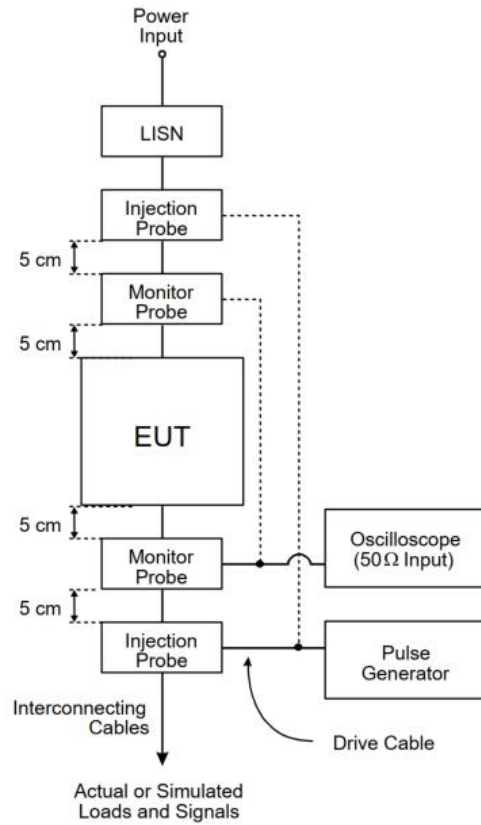 Power
Input
LISN
Injection
Probe
5 cm
Monitor
Probe
5 cm
EUT
5 cm
Monitor
Probe
Oscilloscope
(50Ω Input)
5 cm
Injection
Probe
Pulse
Generator
Interconnecting
Cables
Drive Cable
Actual or Simulated
Loads and Signals